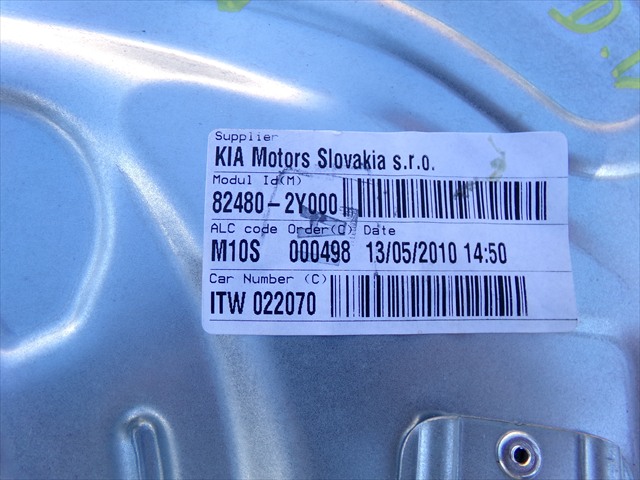 Supplier
KIA Motors Slovakia s.r.o.
Modul Id(M)
82480-2Y000
ALC code Order(C) Date
M10S 000498 13/05/2010 14:50
Car Number (C)
ITW 022070